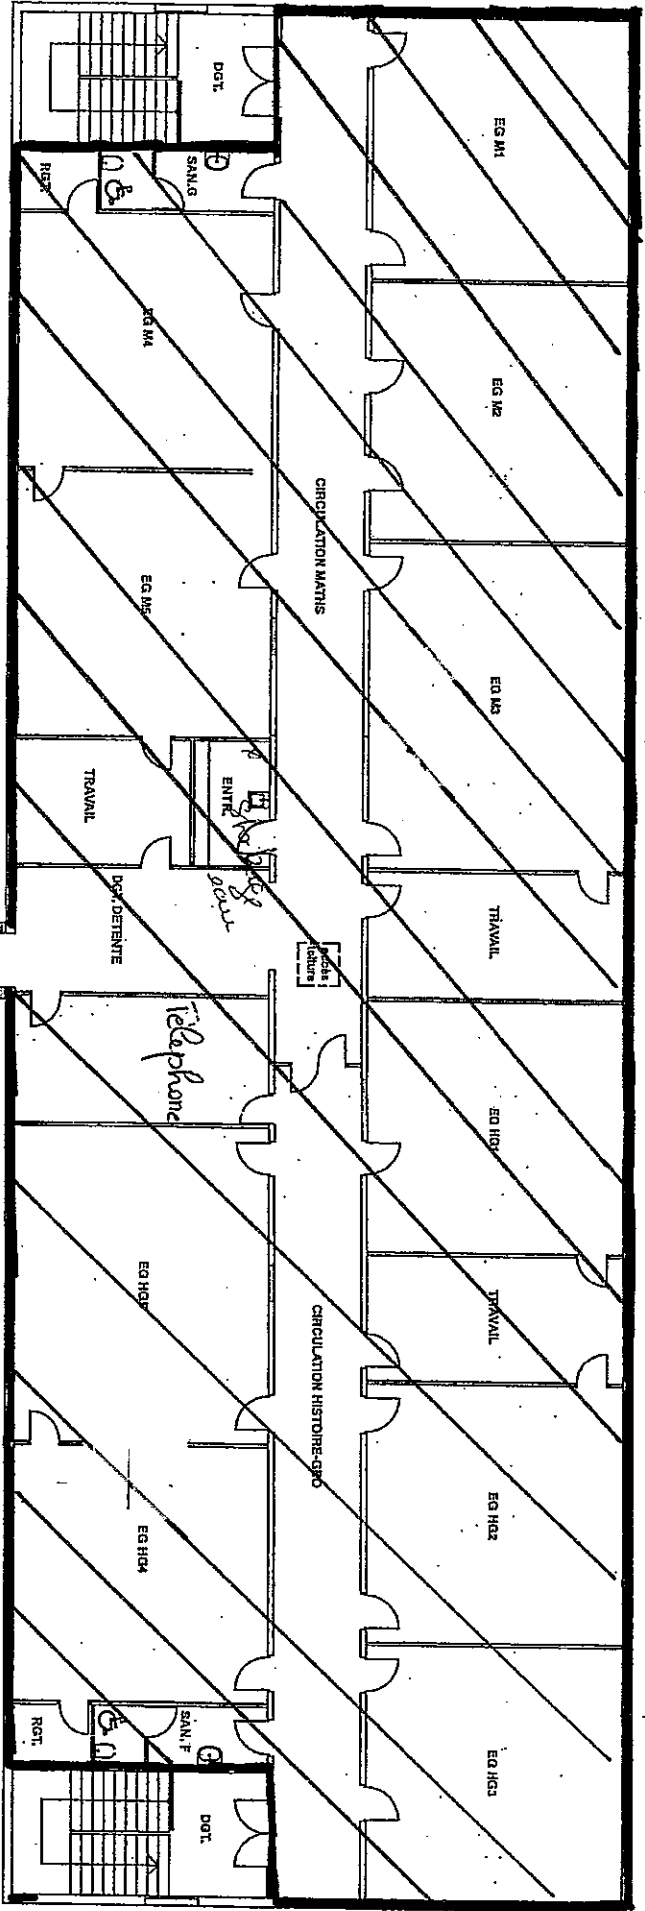 DGT.
EG M1
SAN.G
RGT.
EG M4
EG M2
CIRCULATION MATHS
EG M5
EG M3
TRAVAIL
ENTR.
TRAVAIL
DGT. DETENTE
accès
toiture
Téléphone
EG HG1
EG HG5
TRAVAIL
CIRCULATION HISTOIRE-GEO
EG HG2
EG HG4
SAN. F
RGT.
EG HG3
DGT.